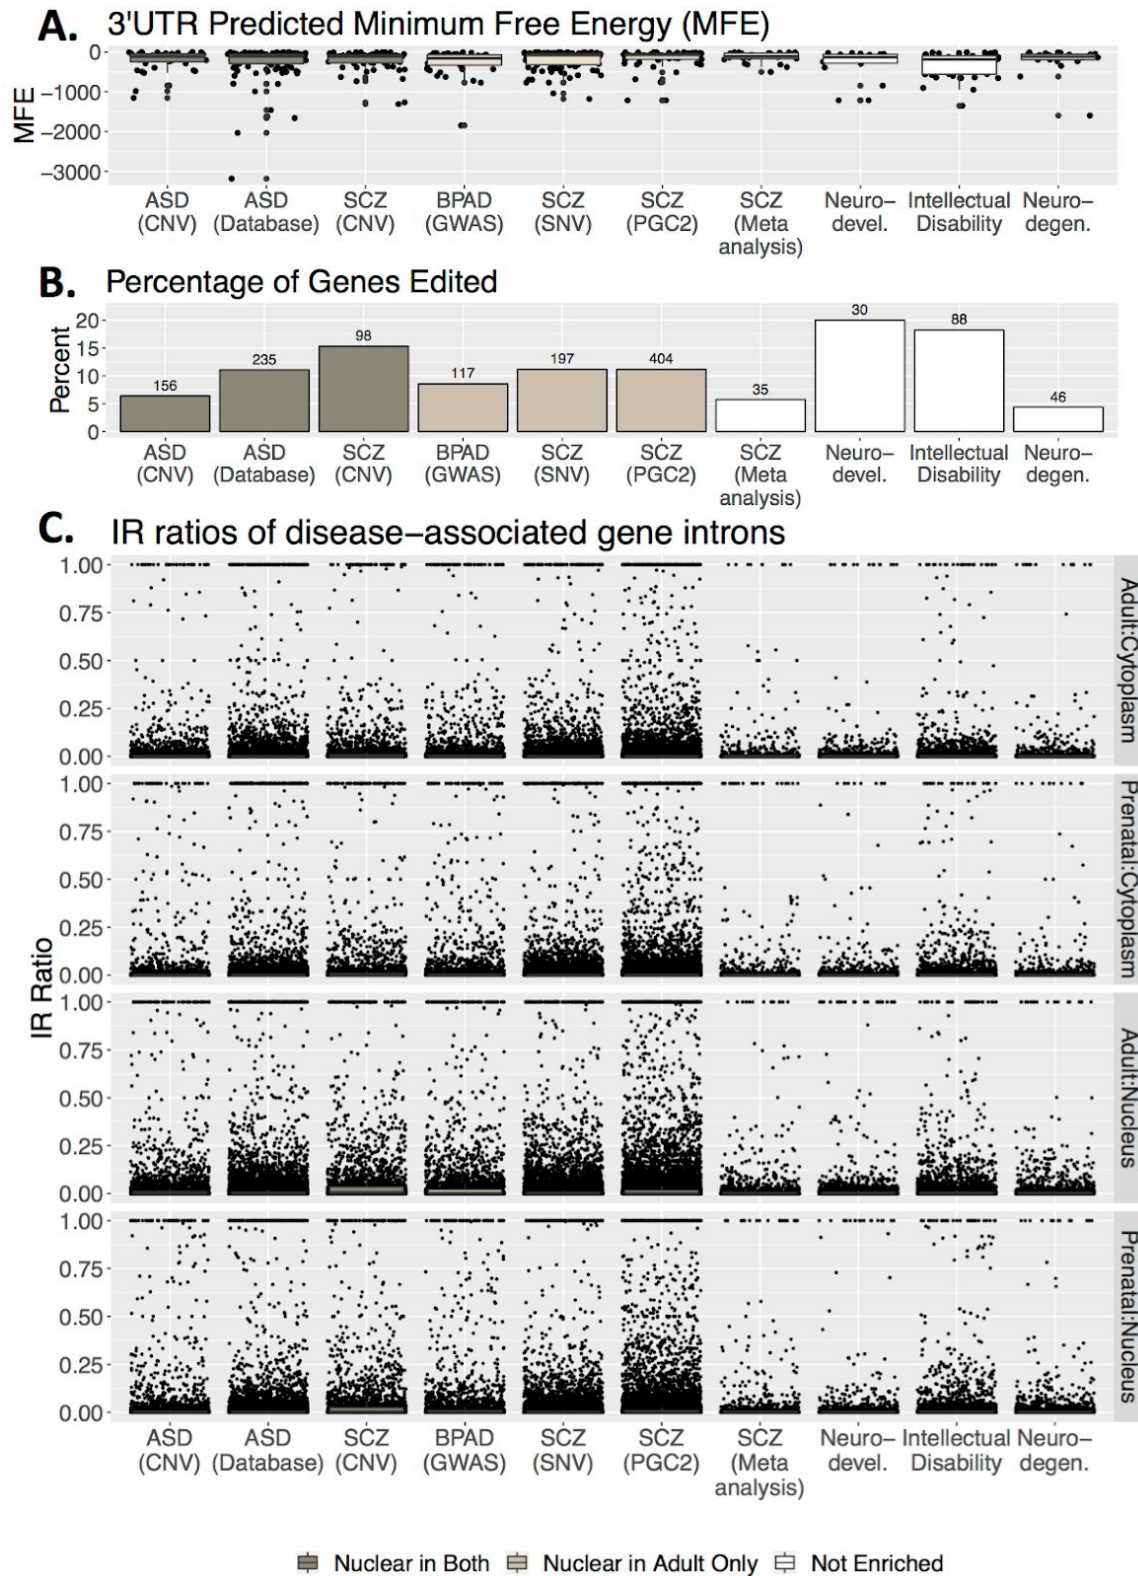 A. 3'UTR Predicted Minimum Free Energy (MFE)
MFE
0
−1000
−2000
−3000
ASD (CNV)
ASD (Database)
SCZ (CNV)
BPAD (GWAS)
SCZ (SNV)
SCZ (PGC2)
SCZ (Meta analysis)
Neuro− devel.
Intellectual Disability
Neuro− degen.
B. Percentage of Genes Edited
Percent
20
15
10
5
0
156
235
98
117
197
404
35
30
88
46
ASD (CNV)
ASD (Database)
SCZ (CNV)
BPAD (GWAS)
SCZ (SNV)
SCZ (PGC2)
SCZ (Meta analysis)
Neuro− devel.
Intellectual Disability
Neuro− degen.
C. IR ratios of disease−associated gene introns
IR Ratio
1.00
0.75
0.50
0.25
0.00
Adult:Cytoplasm
1.00
0.75
0.50
0.25
0.00
Prenatal:Cytoplasm
1.00
0.75
0.50
0.25
0.00
Adult:Nucleus
1.00
0.75
0.50
0.25
0.00
Prenatal:Nucleus
ASD (CNV)
ASD (Database)
SCZ (CNV)
BPAD (GWAS)
SCZ (SNV)
SCZ (PGC2)
SCZ (Meta analysis)
Neuro− devel.
Intellectual Disability
Neuro− degen.
Nuclear in Both
Nuclear in Adult Only
Not Enriched